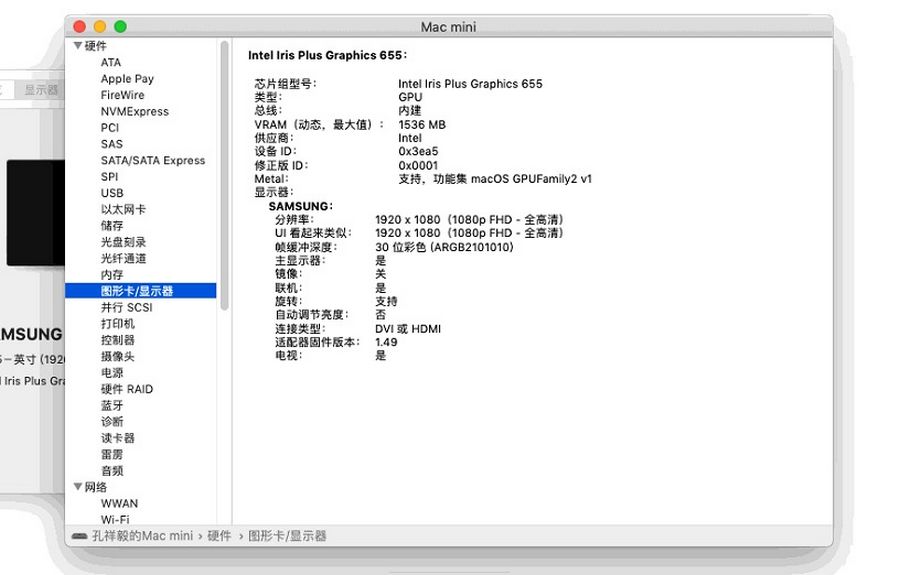 Mac mini
硬件
ATA
Apple Pay
FireWire
NVMExpress
PCI
SAS
SATA/SATA Express
SPI
USB
以太网卡
储存
光盘刻录
光纤通道
内存
图形卡/显示器
并行 SCSI
打印机
控制器
摄像头
电源
硬件 RAID
蓝牙
诊断
读卡器
雷雳
音频
网络
WWAN
Wi-Fi
Intel Iris Plus Graphics 655：
芯片组型号： Intel Iris Plus Graphics 655
类型： GPU
总线： 内建
VRAM（动态，最大值）： 1536 MB
供应商： Intel
设备 ID： 0x3ea5
修正版 ID： 0x0001
Metal： 支持，功能集 macOS GPUFamily2 v1
显示器：
SAMSUNG：
分辨率： 1920 x 1080（1080p FHD - 全高清）
UI 看起来类似： 1920 x 1080（1080p FHD - 全高清）
帧缓冲深度： 30 位彩色 (ARGB2101010)
主显示器： 是
镜像： 关
联机： 是
旋转： 支持
自动调节亮度： 否
连接类型： DVI 或 HDMI
适配器固件版本： 1.49
电视： 是
孔祥毅的Mac mini › 硬件 › 图形卡/显示器
显示器
MSUNG
英寸 (192
Iris Plus Gra